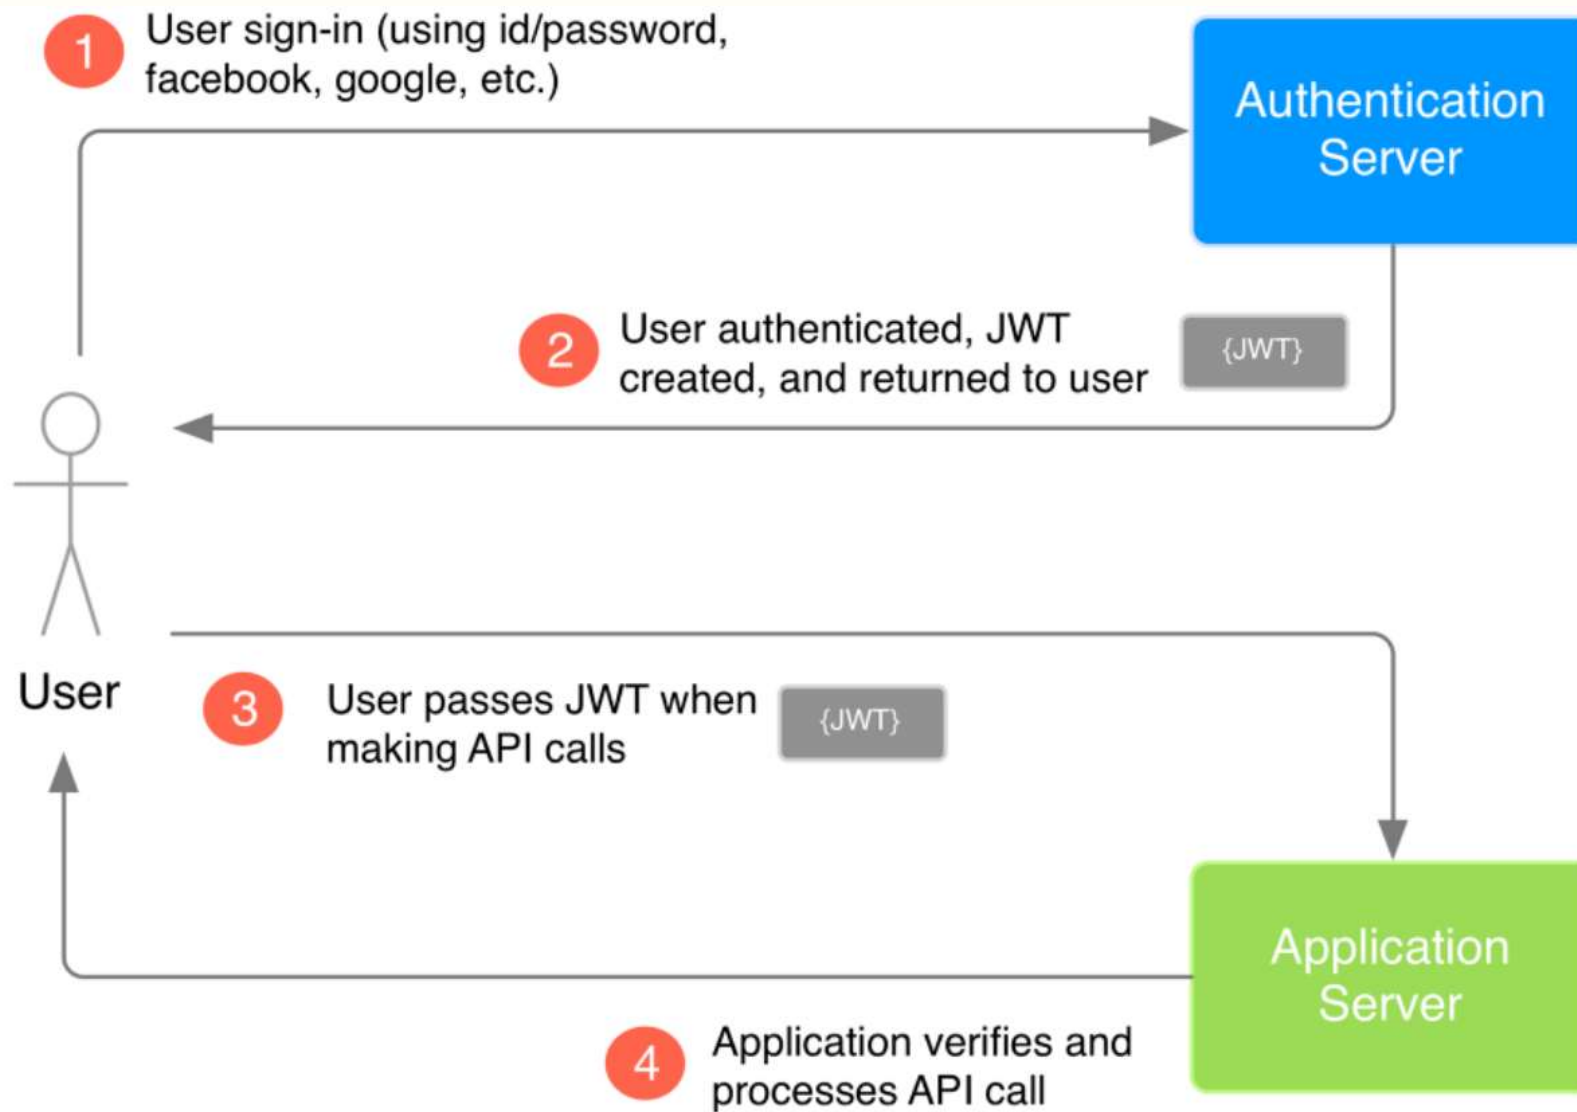 1
User sign-in (using id/password,
facebook, google, etc.)
Authentication
Server
2
User authenticated, JWT
created, and returned to user
{JWT}
User
3
User passes JWT when
making API calls
{JWT}
Application
Server
4
Application verifies and
processes API call